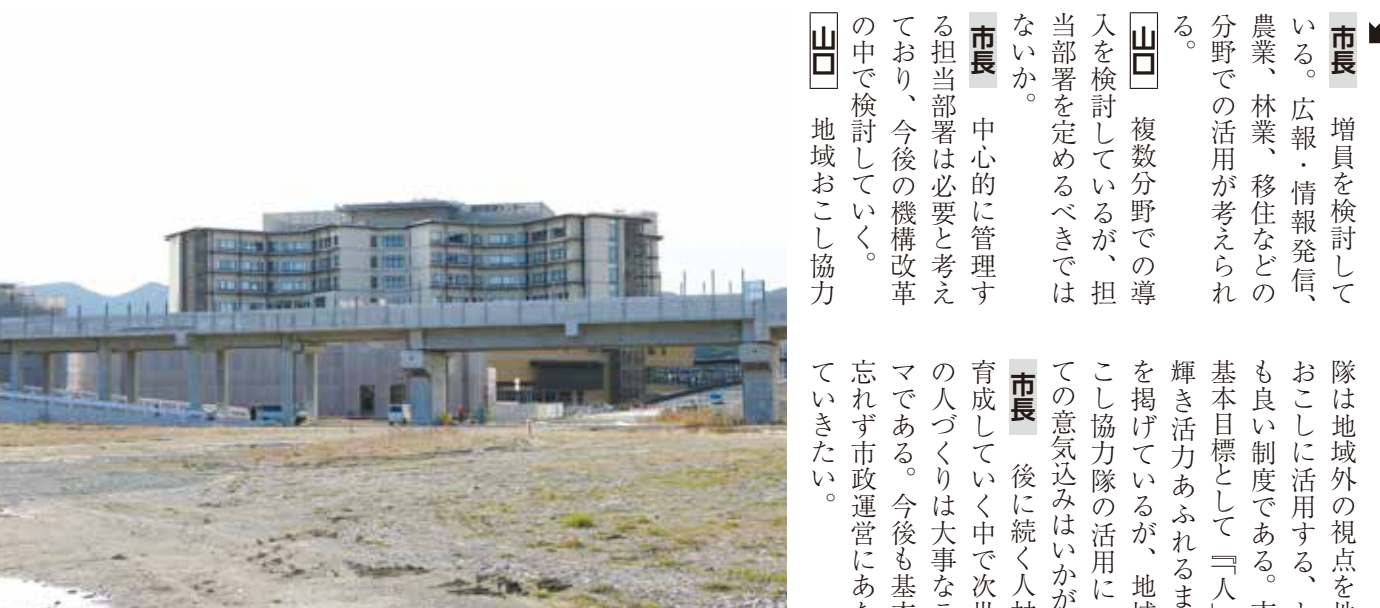 市長　増員を検討して
いる。広報・情報発信、
農業、林業、移住などの
分野での活用が考えられ
る。
山口　複数分野での導
入を検討しているが、担
当部署を定めるべきでは
ないか。
市長　中心的に管理す
る担当部署は必要と考え
ており、今後の機構改革
の中で検討していく。
山口　地域おこし協力
隊は地域外の視点を
おこしに活用する、
も良い制度である。
基本目標として『「人」
輝き活力あふれるま
を掲げているが、地域
こし協力隊の活用に
ての意気込みはいかが
市長　後に続く人材
育成していく中で次世
の人づくりは大事な
マである。今後も基本
忘れず市政運営にあ
ていきたい。